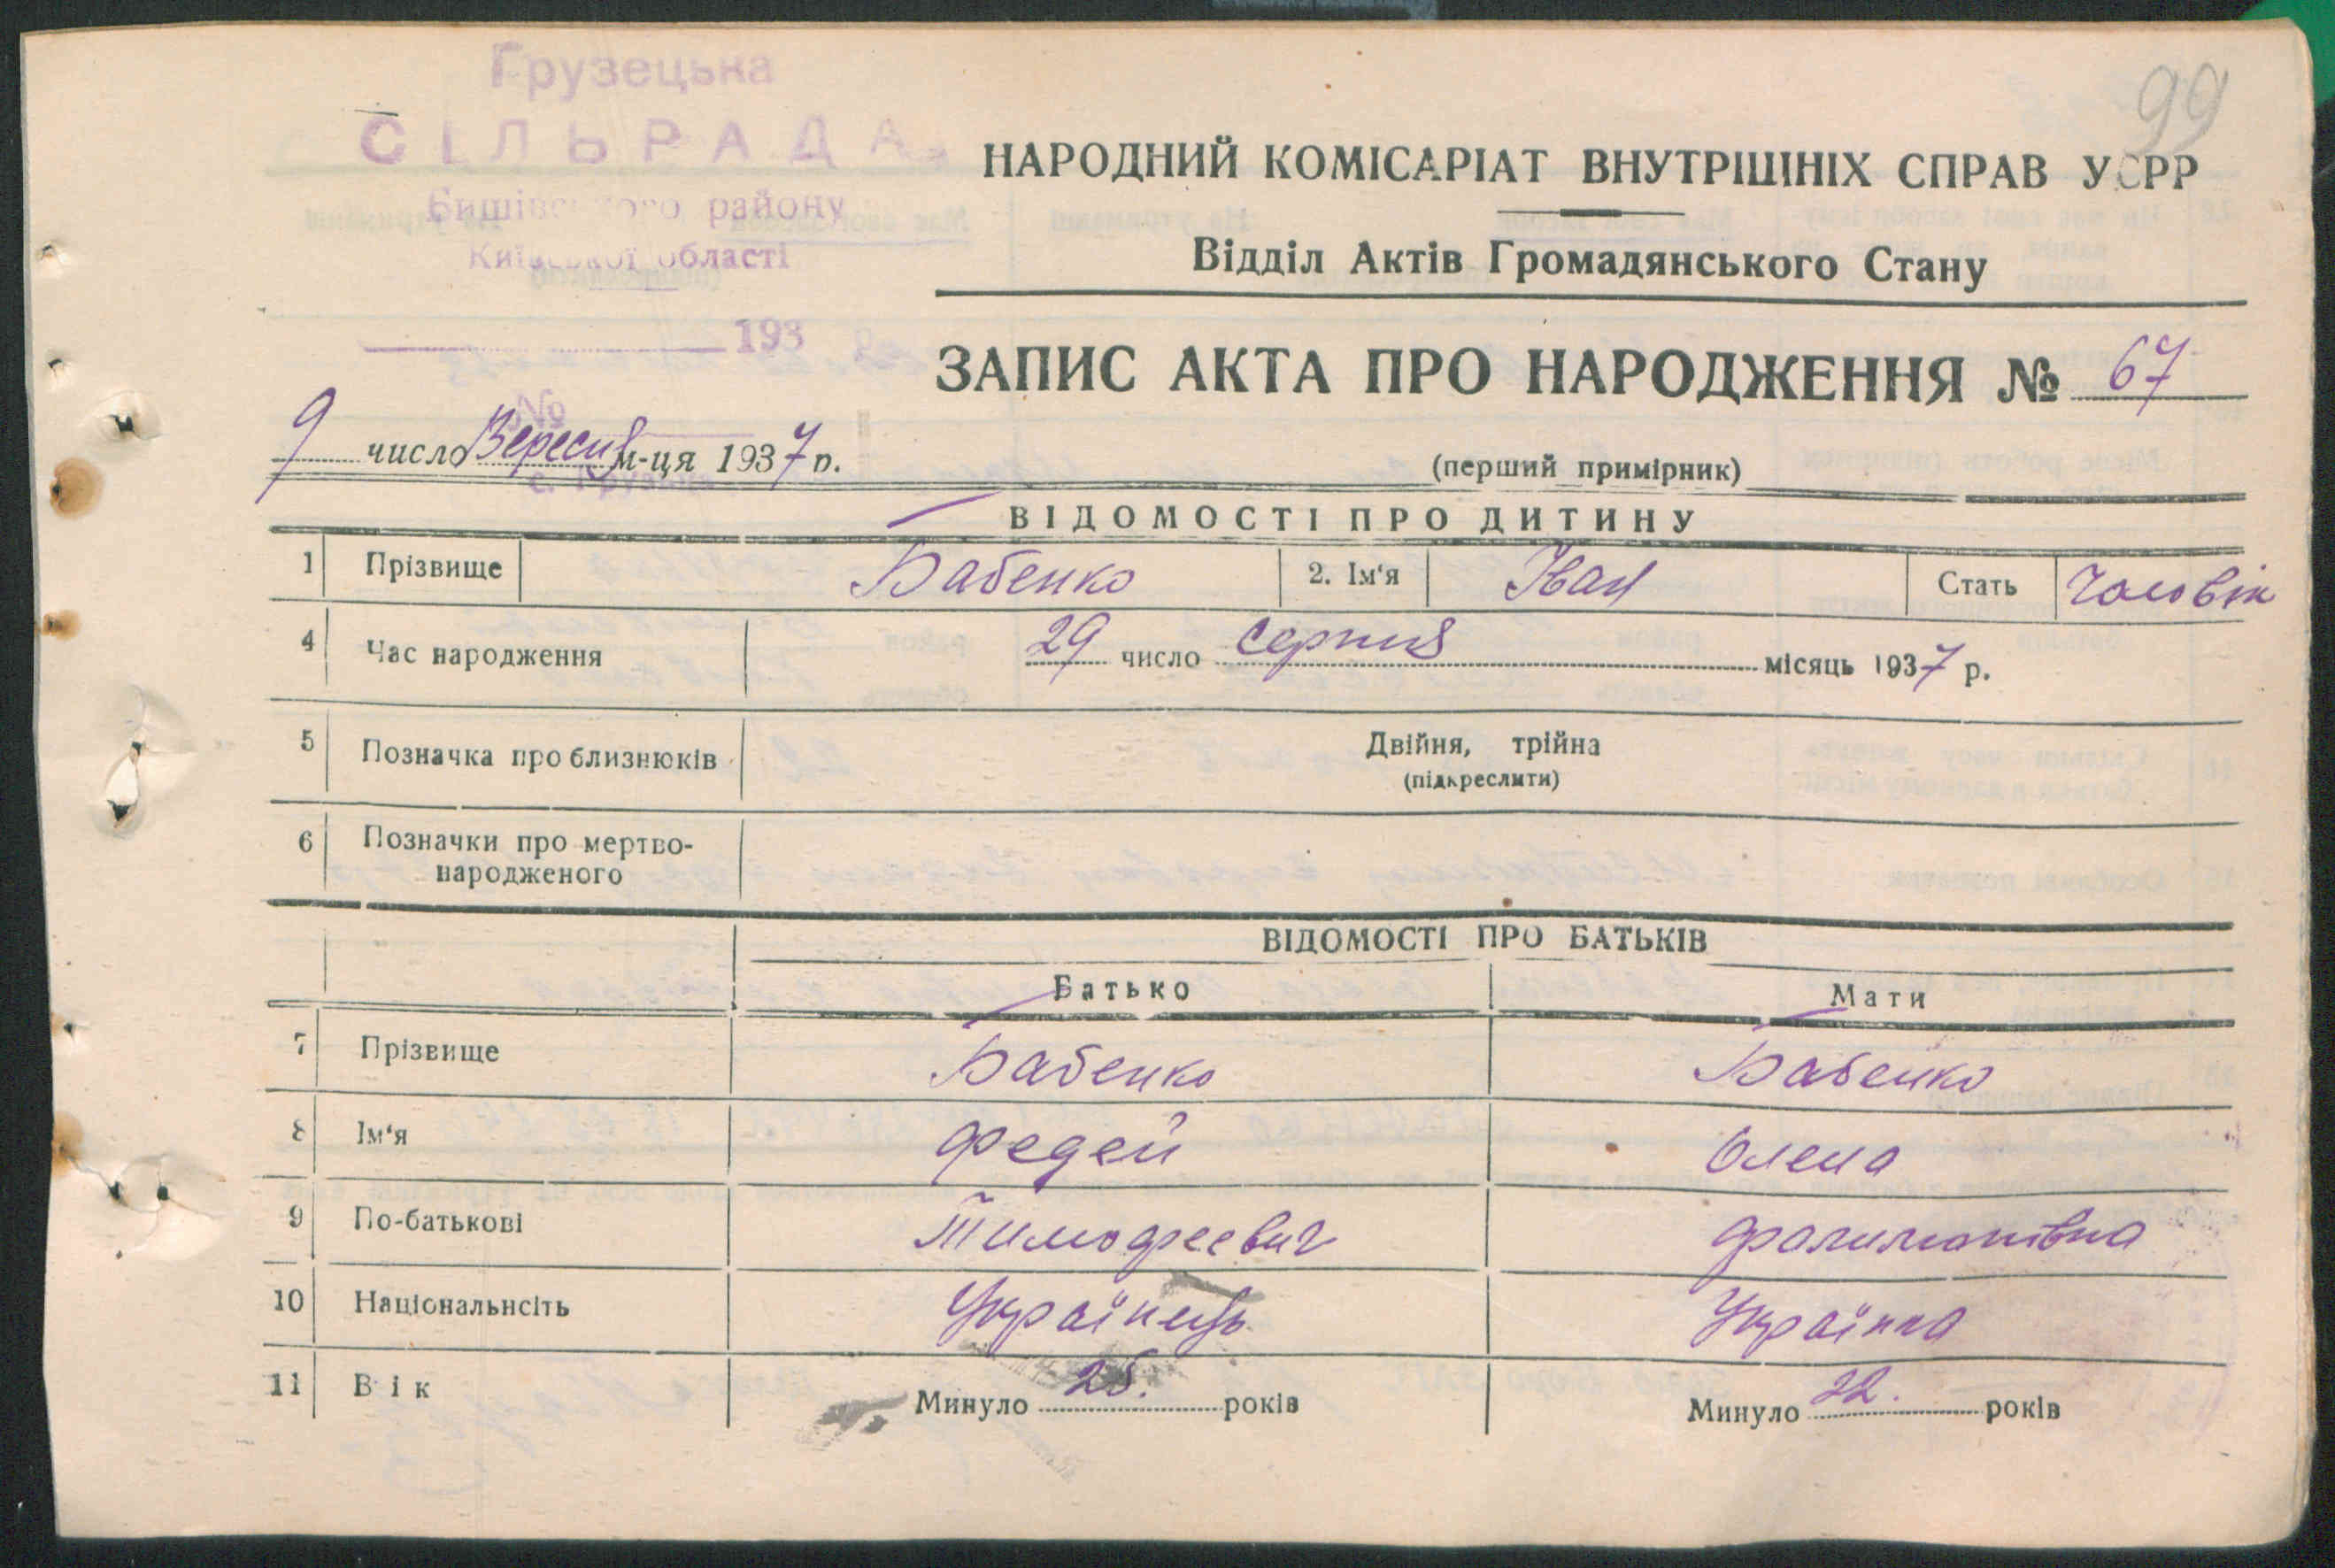 99
Грузецька
СІЛЬРАДА
Бишівського району
Київської області
193
№
с. Грузька
НАРОДНИЙ КОМІСАРІАТ ВНУТРІШНІХ СПРАВ УСРР
Відділ Актів Громадянського Стану
ЗАПИС АКТА ПРО НАРОДЖЕННЯ № 67
9 число Вересня м-ця 1937 р.
(перший примірник)
ВІДОМОСТІ ПРО ДИТИНУ
1 Прізвище Бабенко 2. Ім'я Іван Стать Чоловік
4 Час народження 29 число Серпня місяць 1937 р.
5 Позначка про близнюків Двійня, трійна
(підкреслити)
6 Позначки про мертво-
народженого
ВІДОМОСТІ ПРО БАТЬКІВ
Батько Мати
7 Прізвище Бабенко Бабенко
8 Ім'я Федей Олена
9 По-батькові Тимофеевич
10 Національнсіть Українець Українка
11 Вік Минуло років Минуло 22. років